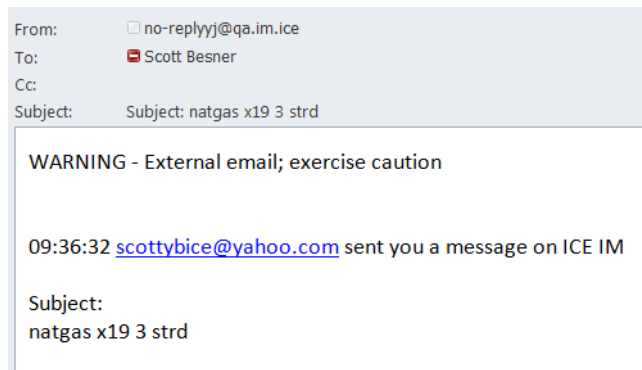 From: no-replyyj@qa.im.ice
To: Scott Besner
Cc:
Subject: Subject: natgas x19 3 strd
WARNING - External email; exercise caution
09:36:32 scottybice@yahoo.com sent you a message on ICE IM
Subject:
natgas x19 3 strd